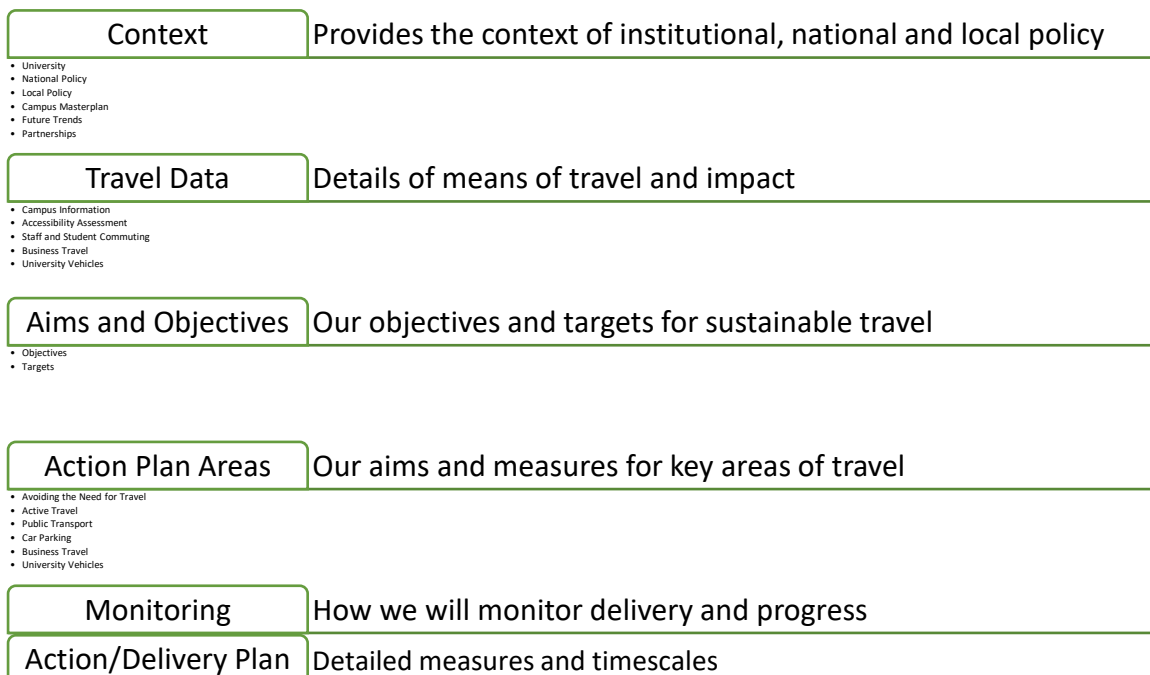 Context Provides the context of institutional, national and local policy
• University
• National Policy
• Local Policy
• Campus Masterplan
• Future Trends
• Partnerships
Travel Data Details of means of travel and impact
• Campus Information
• Accessibility Assessment
• Staff and Student Commuting
• Business Travel
• University Vehicles
Aims and Objectives Our objectives and targets for sustainable travel
• Objectives
• Targets
Action Plan Areas Our aims and measures for key areas of travel
• Avoiding the Need for Travel
• Active Travel
• Public Transport
• Car Parking
• Business Travel
• University Vehicles
Monitoring How we will monitor delivery and progress
Action/Delivery Plan Detailed measures and timescales